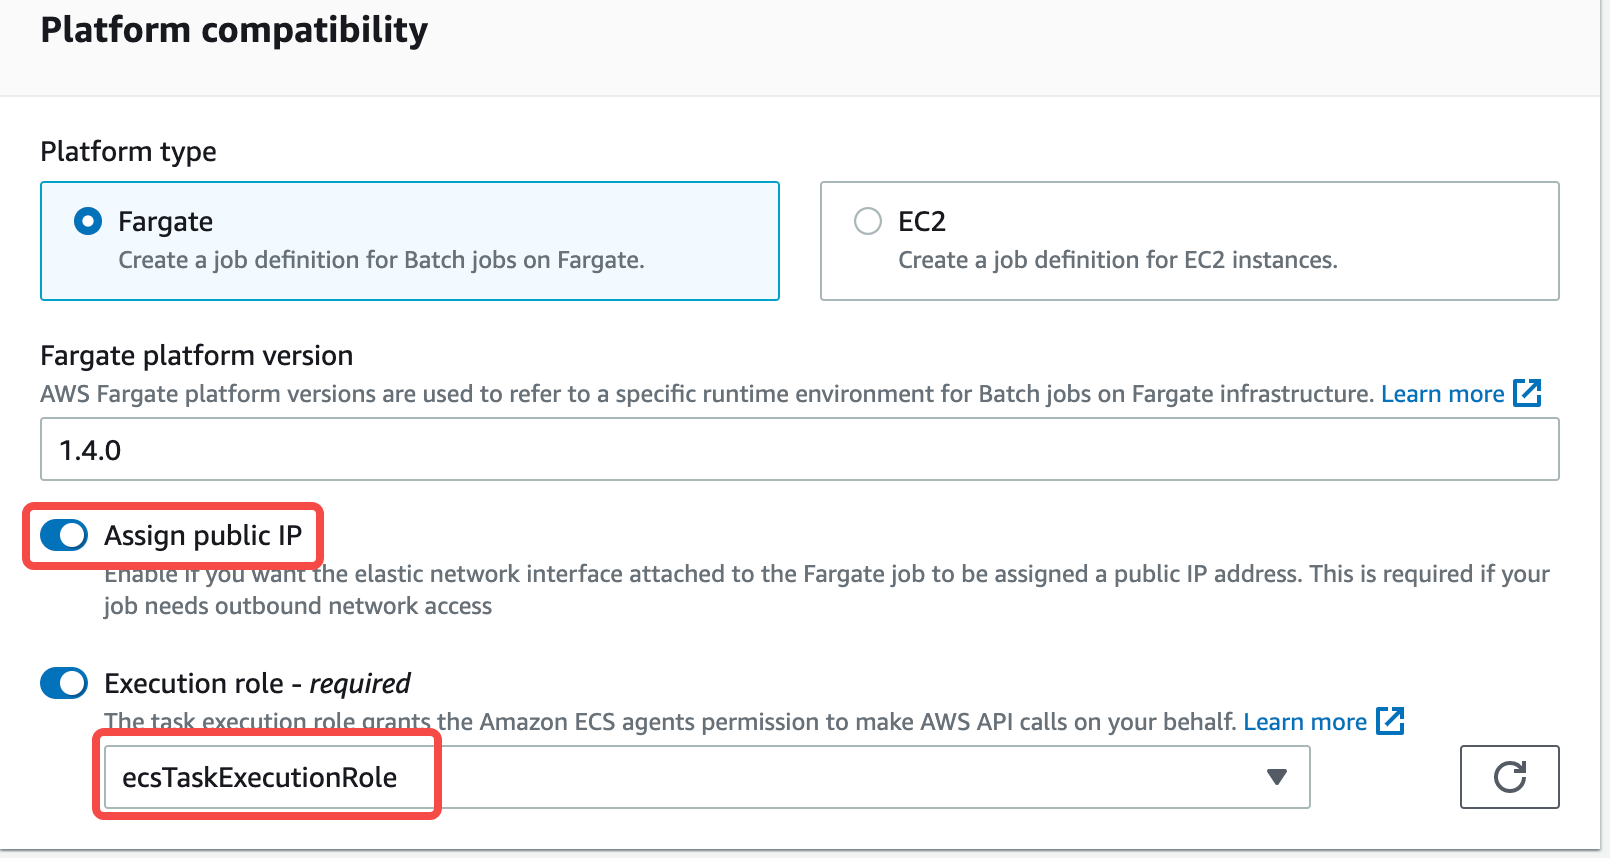 Platform compatibility
Platform type
Fargate
Create a job definition for Batch jobs on Fargate.
EC2
Create a job definition for EC2 instances.
Fargate platform version
AWS Fargate platform versions are used to refer to a specific runtime environment for Batch jobs on Fargate infrastructure. Learn more
1.4.0
Assign public IP
Enable if you want the elastic network interface attached to the Fargate job to be assigned a public IP address. This is required if your
job needs outbound network access
Execution role - required
The task execution role grants the Amazon ECS agents permission to make AWS API calls on your behalf. Learn more
ecsTaskExecutionRole